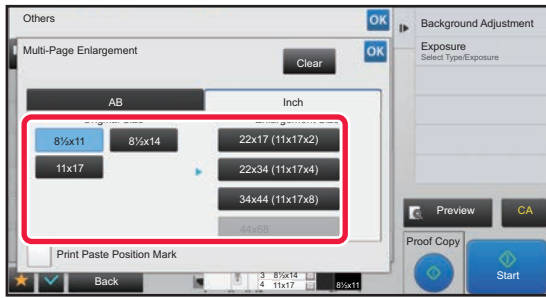 Others
OK
Background Adjustment
Multi-Page Enlargement
OK
Clear
Exposure
Select Type/Exposure
AB
Inch
8½x11
8½x14
22x17 (11x17x2)
11x17
22x34 (11x17x4)
34x44 (11x17x8)
44x68
Preview
CA
Print Paste Position Mark
Proof Copy
Back
3 8½x14
4 11x17
8½x11
Start